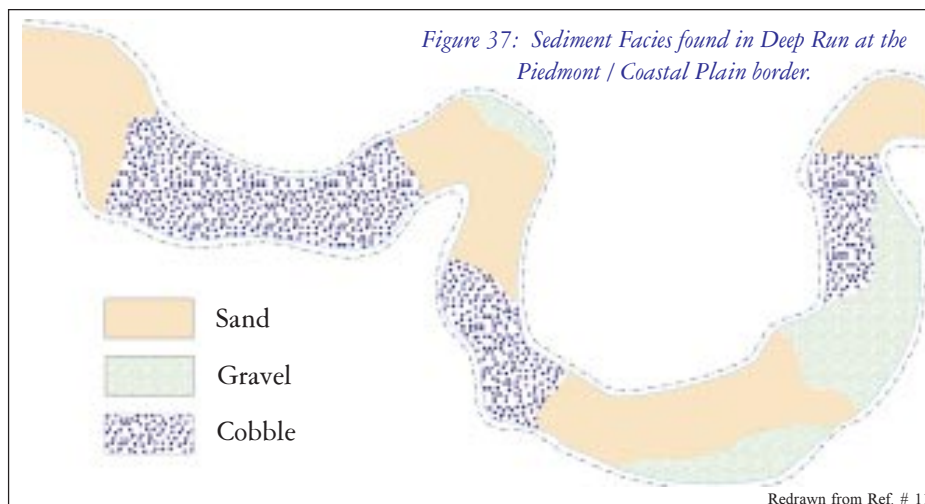 Figure 37: Sediment Facies found in Deep Run at the
Piedmont / Coastal Plain border.
Sand
Gravel
Cobble
Redrawn from Ref. #